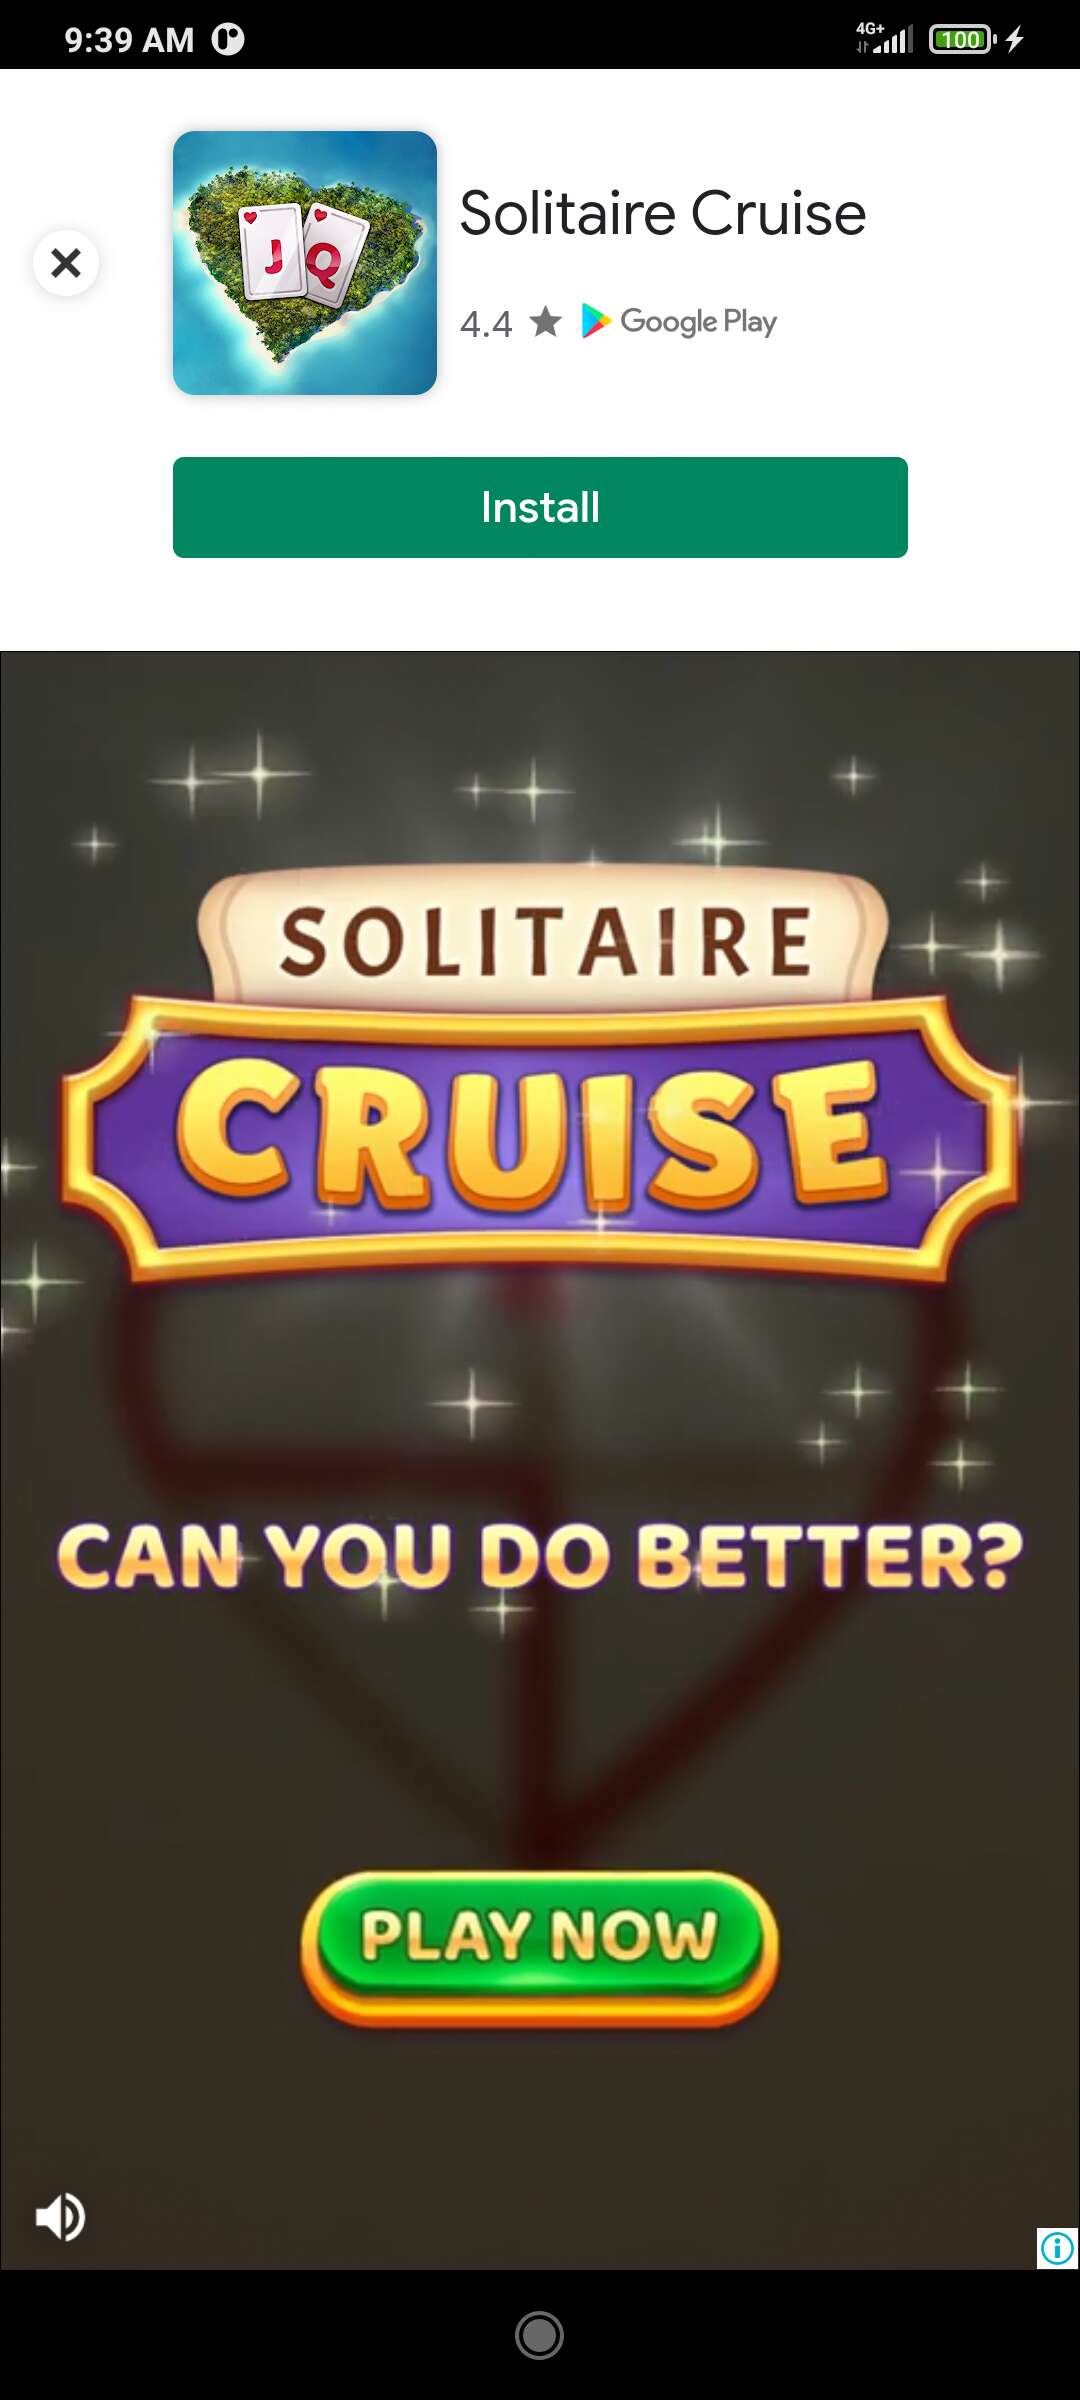 9:39 AM
4G+
100
J Q
Solitaire Cruise
4.4 ★ Google Play
Install
SOLITAIRE
CRUISE
CAN YOU DO BETTER?
PLAY NOW